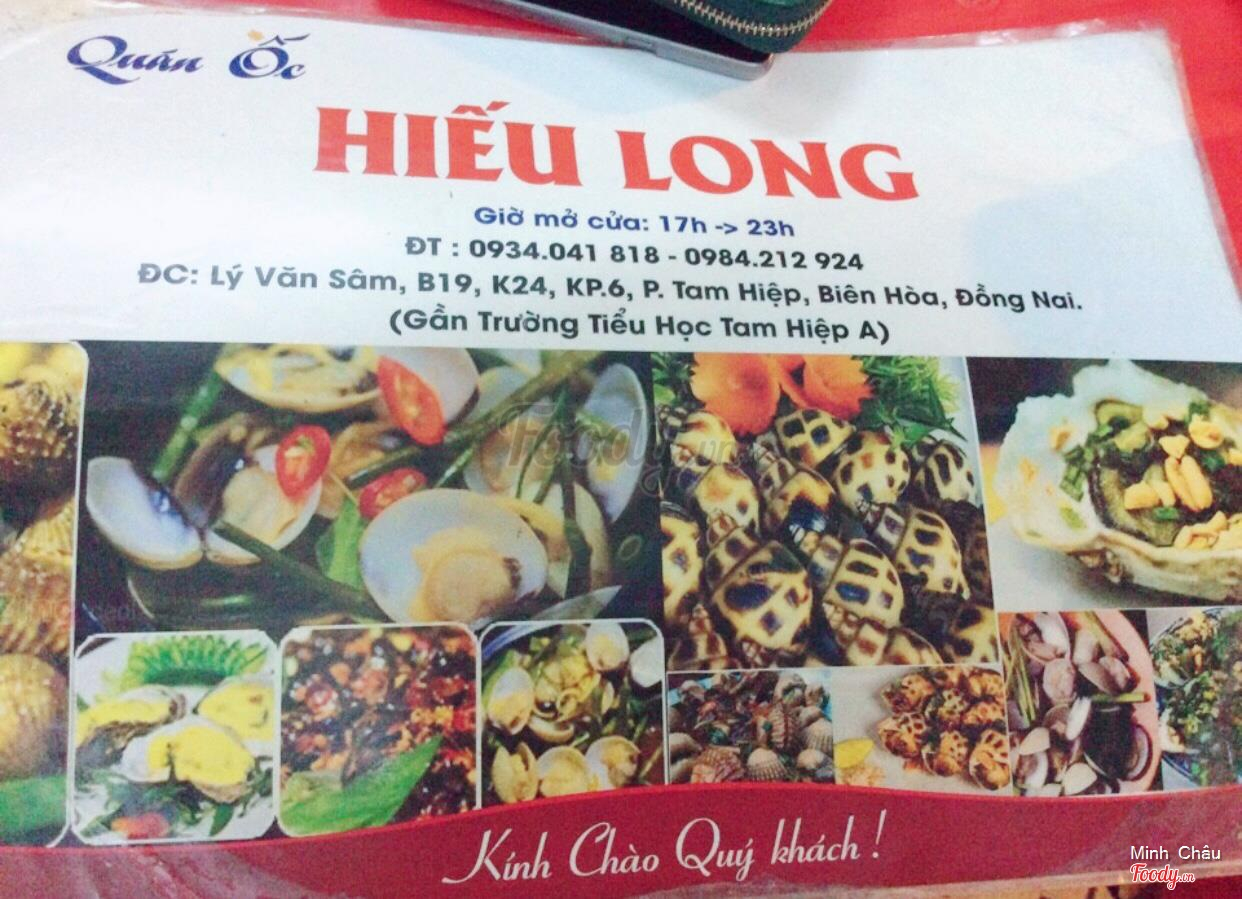 Quán Ốc
HIẾU LONG
Giờ mở cửa: 17h -> 23h
ĐT : 0934.041 818 - 0984.212 924
ĐC: Lý Văn Sâm, B19, K24, KP.6, P. Tam Hiệp, Biên Hòa, Đồng Nai.
(Gần Trường Tiểu Học Tam Hiệp A)
Kính Chào Quý khách !
Minh Châu
Foody.vn